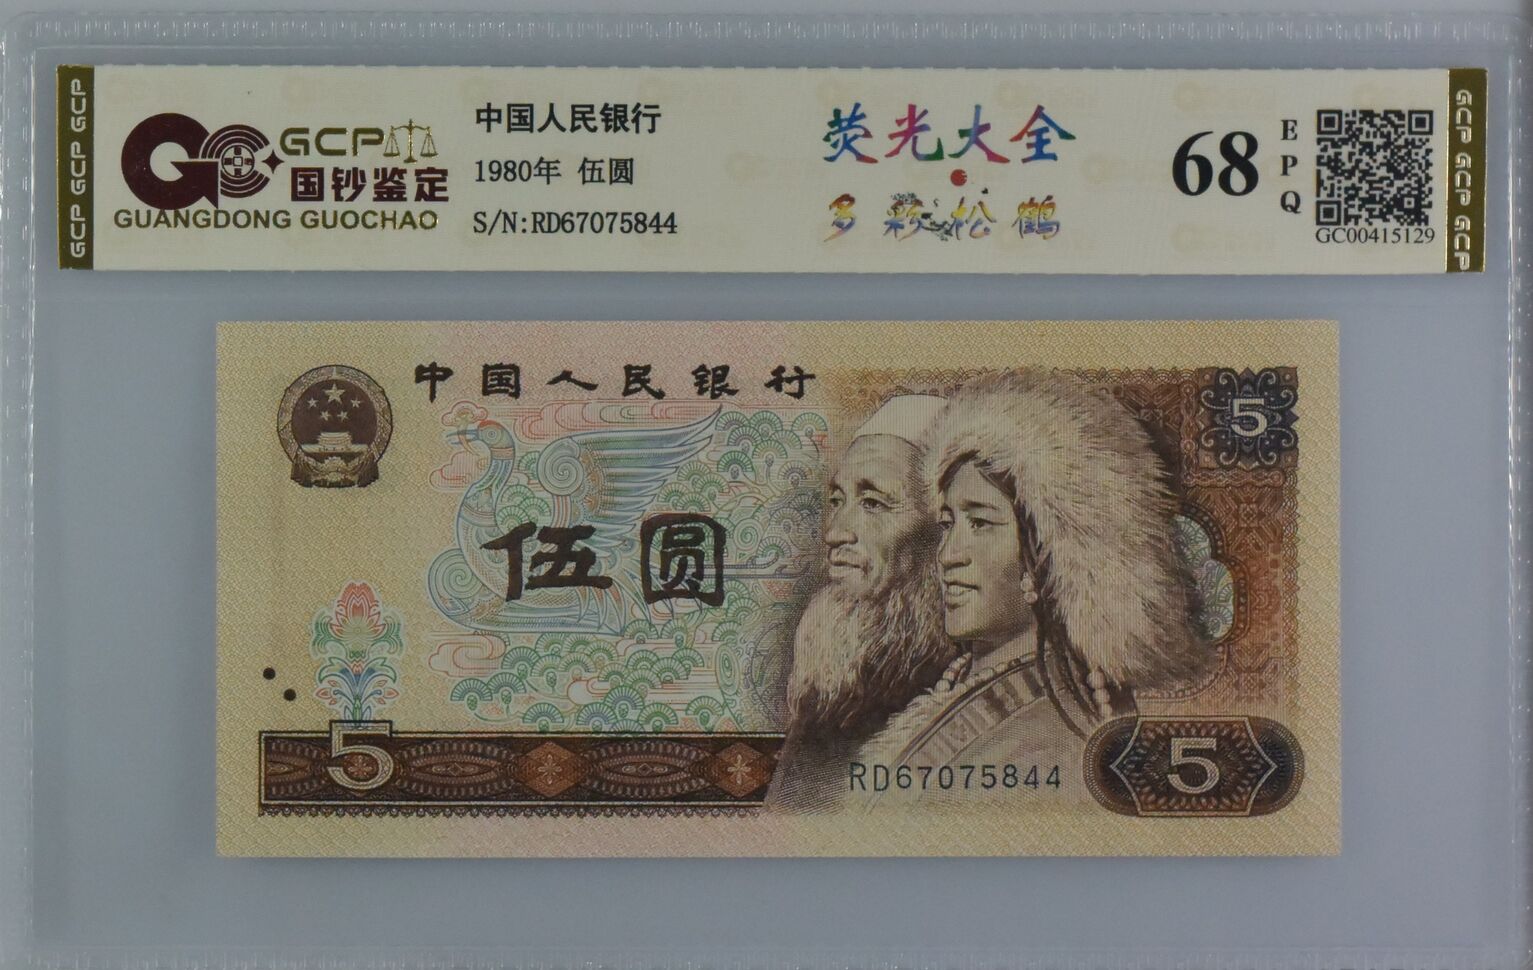 GCP
国钞鉴定
GUANGDONG GUOCHAO
中国人民银行
1980年 伍圆
S/N:RD67075844
荧光大全
多彩松鹤
68
EPQ
GC00415129
GCP GCP GCP
GCP GCP GCP
中国人民银行
5
伍圆
5
RD67075844
5